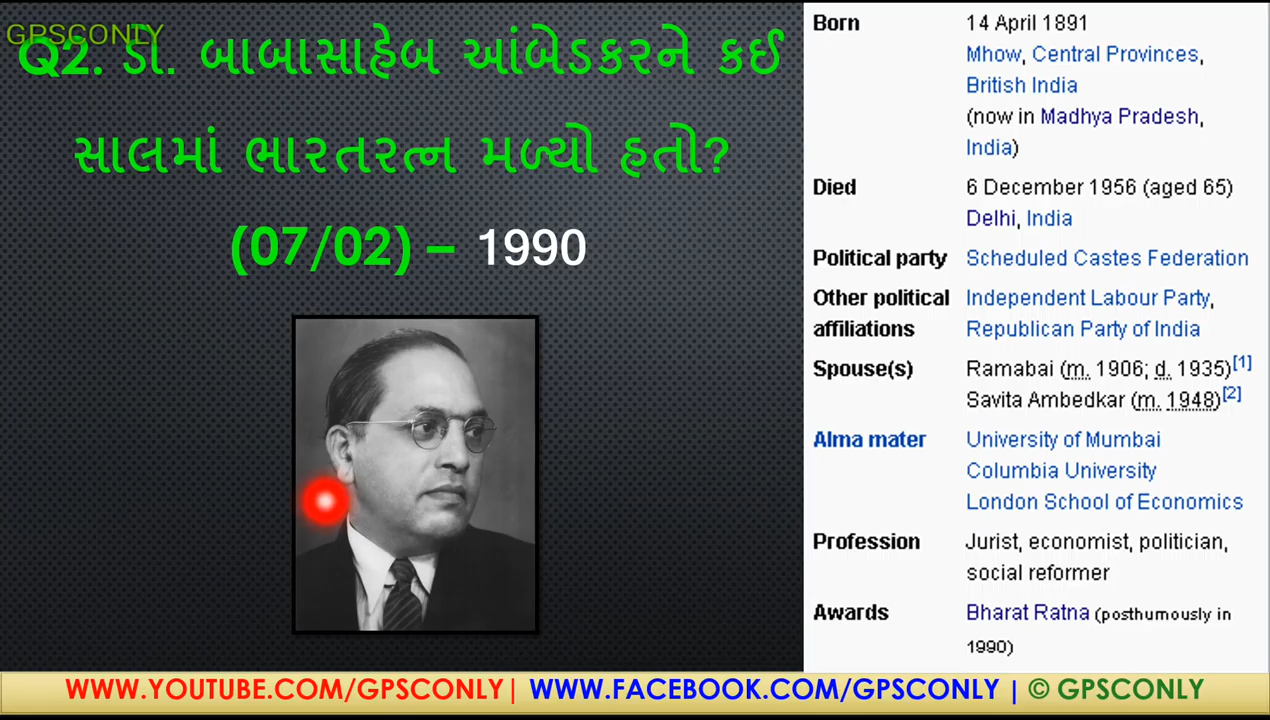 GPSCONLY
Q2. ડૉ. બાબાસાહેબ આંબેડકરને કઈ
સાલમાં ભારતરત્ન મળ્યો હતો?
(07/02) – 1990
Born 14 April 1891
Mhow, Central Provinces,
British India
(now in Madhya Pradesh,
India)
Died 6 December 1956 (aged 65)
Delhi, India
Political party Scheduled Castes Federation
Other political Independent Labour Party,
affiliations Republican Party of India
Spouse(s) Ramabai (m. 1906; d. 1935)[1]
Savita Ambedkar (m. 1948)[2]
Alma mater University of Mumbai
Columbia University
London School of Economics
Profession Jurist, economist, politician,
social reformer
Awards Bharat Ratna (posthumously in
1990)
WWW.YOUTUBE.COM/GPSCONLY| WWW.FACEBOOK.COM/GPSCONLY | © GPSCONLY